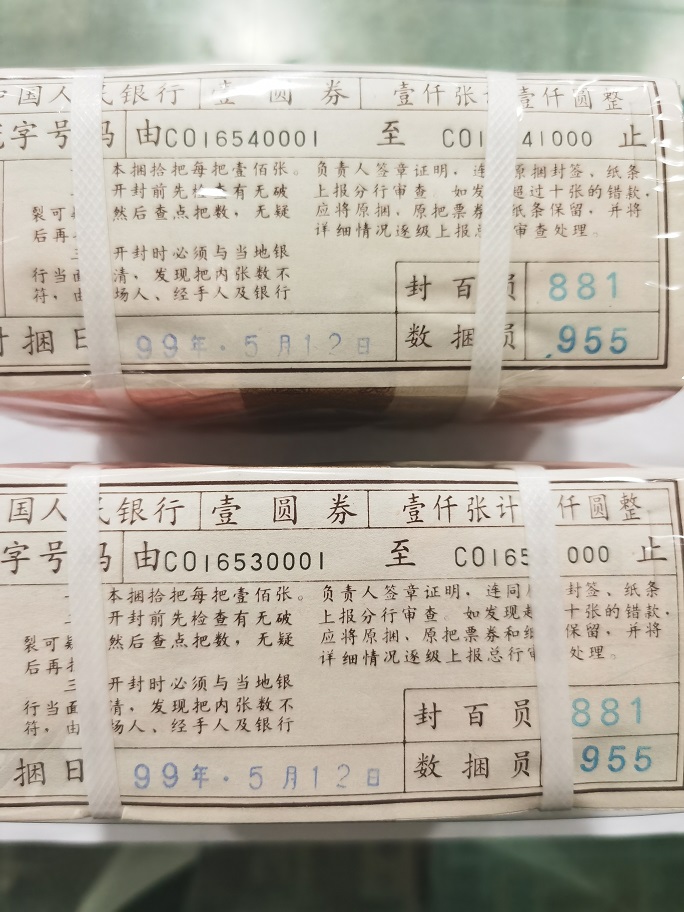 国人民银行 壹圆券 壹仟张计 壹仟圆整
字号码 由CO16540001 至 CO1 41000 止
本捆拾把每把壹佰张。
开封前先检查有无破
裂可 然后查点把数，无疑
后再
三 开封时必须与当地银
行当面 清，发现把内张数不
符，由 场人、经手人及银行
负责人签章证明，连 原捆封签、纸条
上报分行审查。如发 超过十张的错款，
应将原捆、原把票券 纸条保留，并将
详细情况逐级上报总 审查处理。
封百员 881
数捆员 955
封捆日 99年·5月12日
国人民银行 壹圆券 壹仟张计 仟圆整
字号码 由CO16530001 至 CO165 000 止
一 本捆拾把每把壹佰张。
开封前先检查有无破
裂可疑 然后查点把数，无疑
后再
三 开封时必须与当地银
行当面 清，发现把内张数不
符，由 场人、经手人及银行
负责人签章证明，连同 封签、纸条
上报分行审查。如发现超 十张的错款，
应将原捆、原把票券和纸 保留，并将
详细情况逐级上报总行审 处理。
封百员 881
数捆员 955
捆日 99年·5月12日